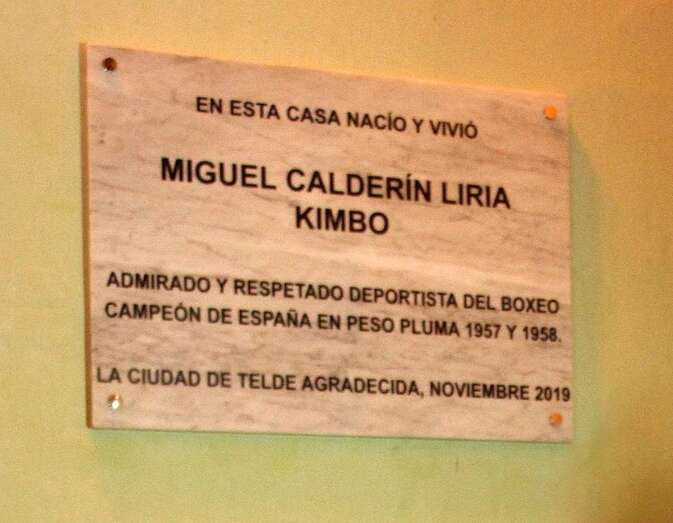 EN ESTA CASA NACÍO Y VIVIÓ
MIGUEL CALDERÍN LIRIA
KIMBO
ADMIRADO Y RESPETADO DEPORTISTA DEL BOXEO
CAMPEÓN DE ESPAÑA EN PESO PLUMA 1957 Y 1958.
LA CIUDAD DE TELDE AGRADECIDA, NOVIEMBRE 2019